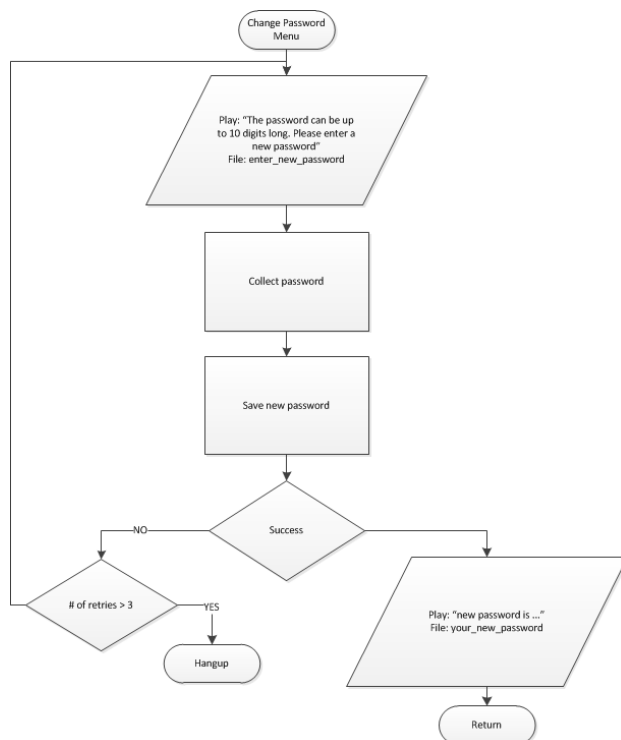 Change Password
Menu
Play: “The password can be up
to 10 digits long. Please enter a
new password”
File: enter_new_password
Collect password
Save new password
Success
NO
# of retries > 3
YES
Hangup
Play: “new password is ...”
File: your_new_password
Return